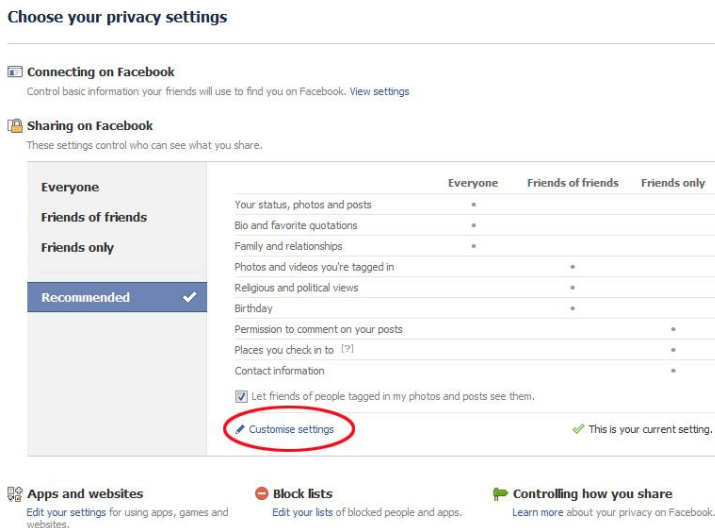 Choose your privacy settings
Connecting on Facebook
Control basic information your friends will use to find you on Facebook. View settings
Sharing on Facebook
These settings control who can see what you share.
Everyone
Friends of friends
Friends only
Recommended
Everyone Friends of friends Friends only
Your status, photos and posts
Bio and favorite quotations
Family and relationships
Photos and videos you're tagged in
Religious and political views
Birthday
Permission to comment on your posts
Places you check in to [?]
Contact information
Let friends of people tagged in my photos and posts see them.
Customise settings
This is your current setting.
Apps and websites
Edit your settings for using apps, games and
websites.
Block lists
Edit your lists of blocked people and apps.
Controlling how you share
Learn more about your privacy on Facebook.